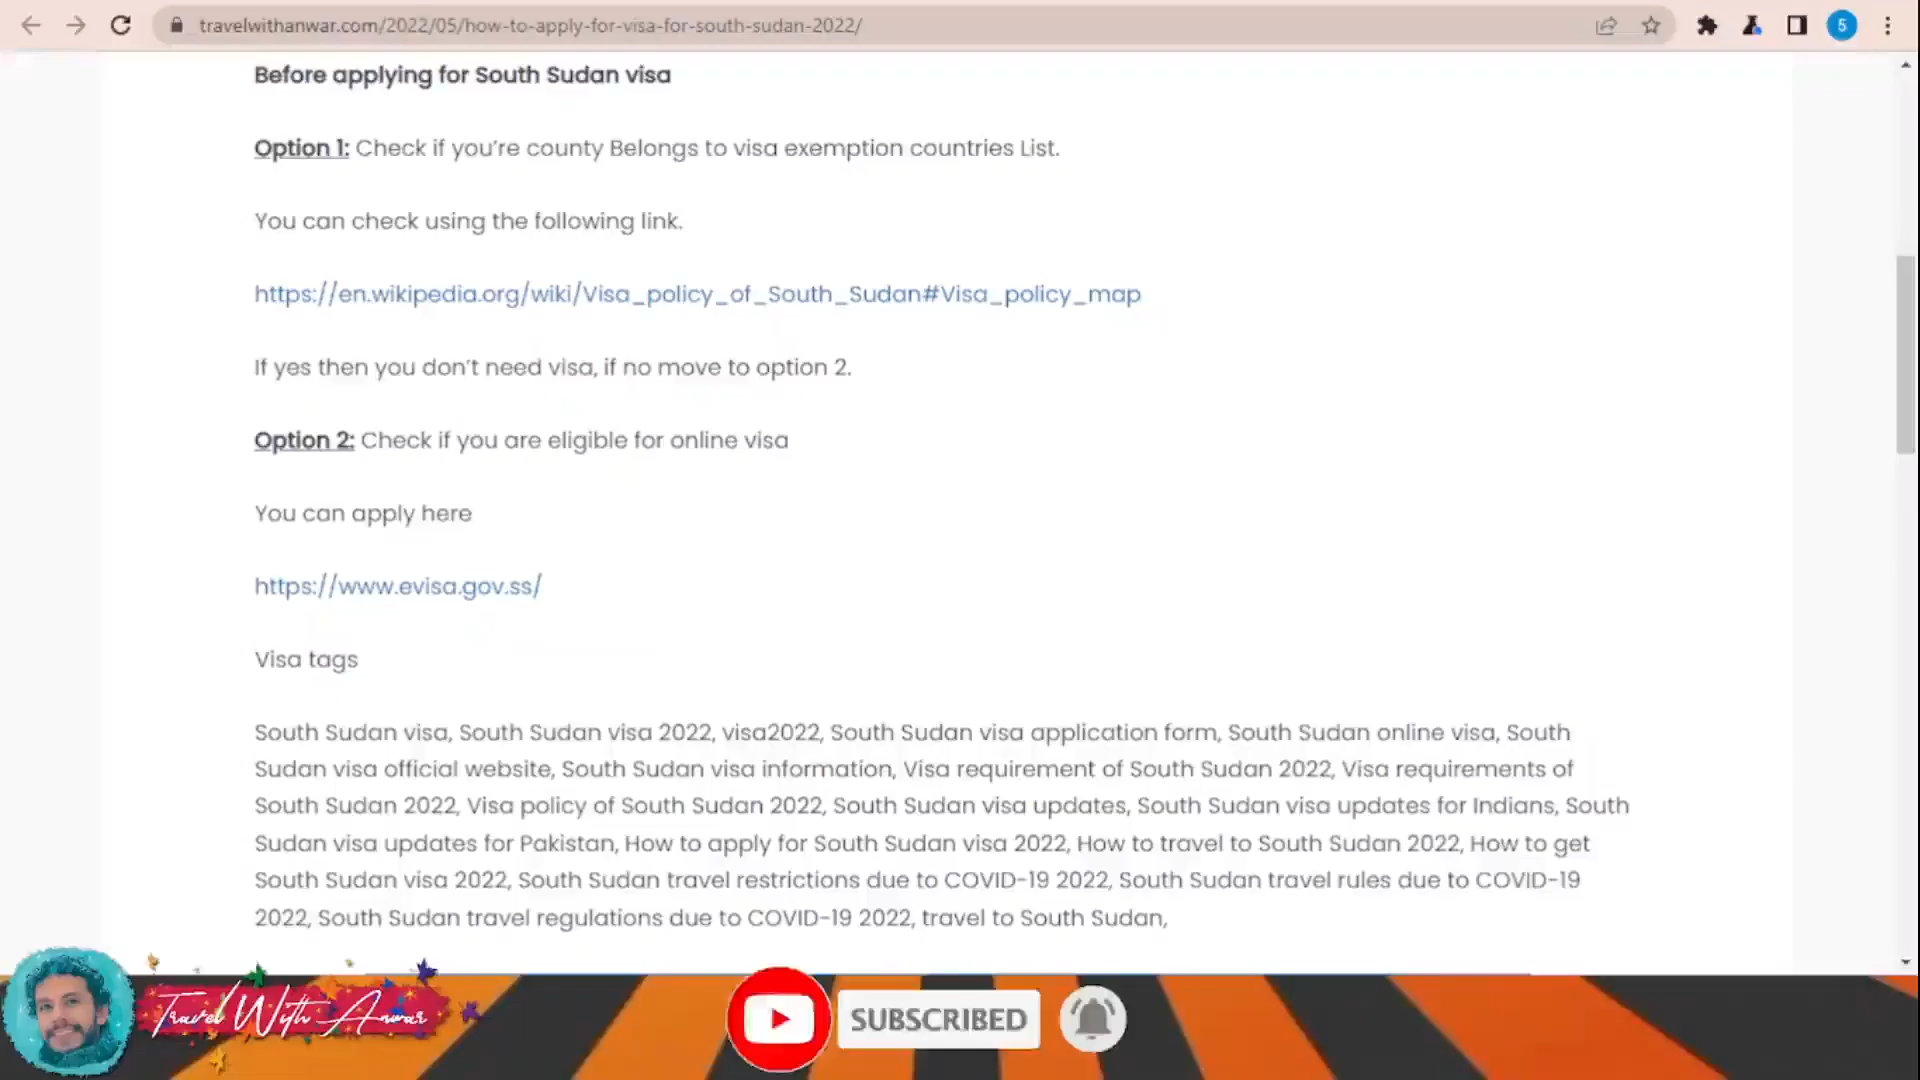 travelwithanwar.com/2022/05/how-to-apply-for-visa-for-south-sudan-2022/
5
Before applying for South Sudan visa
Option 1: Check if you’re county Belongs to visa exemption countries List.
You can check using the following link.
https://en.wikipedia.org/wiki/Visa_policy_of_South_Sudan#Visa_policy_map
If yes then you don’t need visa, if no move to option 2.
Option 2: Check if you are eligible for online visa
You can apply here
https://www.evisa.gov.ss/
Visa tags
South Sudan visa, South Sudan visa 2022, visa2022, South Sudan visa application form, South Sudan online visa, South
Sudan visa official website, South Sudan visa information, Visa requirement of South Sudan 2022, Visa requirements of
South Sudan 2022, Visa policy of South Sudan 2022, South Sudan visa updates, South Sudan visa updates for Indians, South
Sudan visa updates for Pakistan, How to apply for South Sudan visa 2022, How to travel to South Sudan 2022, How to get
South Sudan visa 2022, South Sudan travel restrictions due to COVID-19 2022, South Sudan travel rules due to COVID-19
2022, South Sudan travel regulations due to COVID-19 2022, travel to South Sudan,
Travel With Anwar
SUBSCRIBED